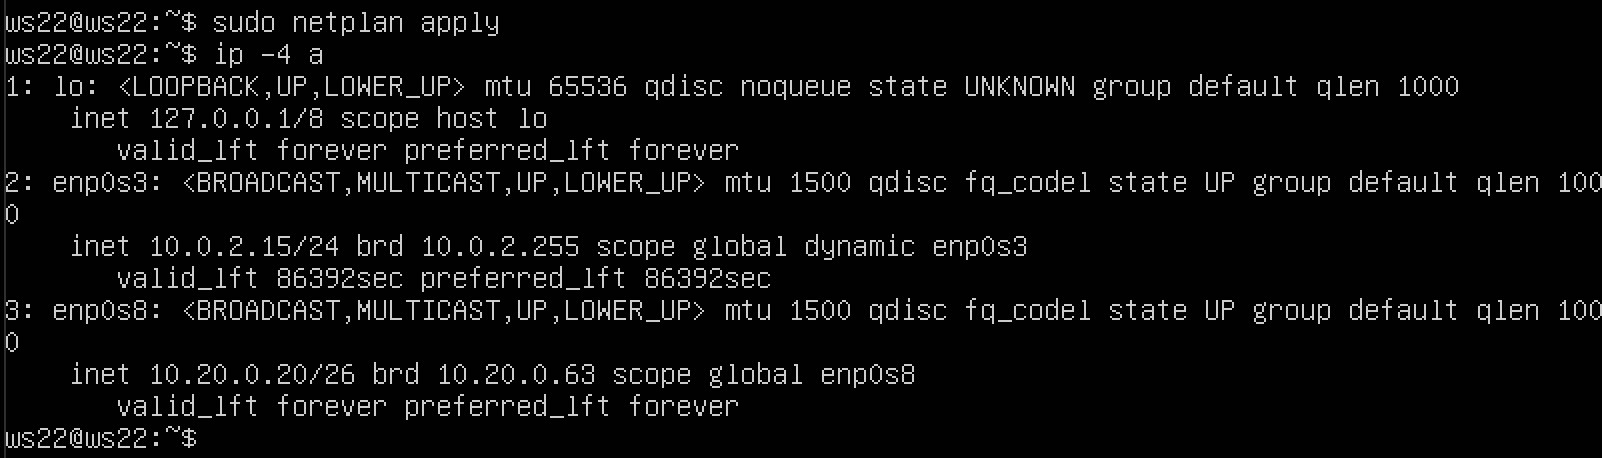 ws22@ws22:~$ sudo netplan apply
ws22@ws22:~$ ip -4 a
1: lo: <LOOPBACK,UP,LOWER_UP> mtu 65536 qdisc noqueue state UNKNOWN group default qlen 1000
    inet 127.0.0.1/8 scope host lo
       valid_lft forever preferred_lft forever
2: enp0s3: <BROADCAST,MULTICAST,UP,LOWER_UP> mtu 1500 qdisc fq_codel state UP group default qlen 100
0
    inet 10.0.2.15/24 brd 10.0.2.255 scope global dynamic enp0s3
       valid_lft 86392sec preferred_lft 86392sec
3: enp0s8: <BROADCAST,MULTICAST,UP,LOWER_UP> mtu 1500 qdisc fq_codel state UP group default qlen 100
0
    inet 10.20.0.20/26 brd 10.20.0.63 scope global enp0s8
       valid_lft forever preferred_lft forever
ws22@ws22:~$